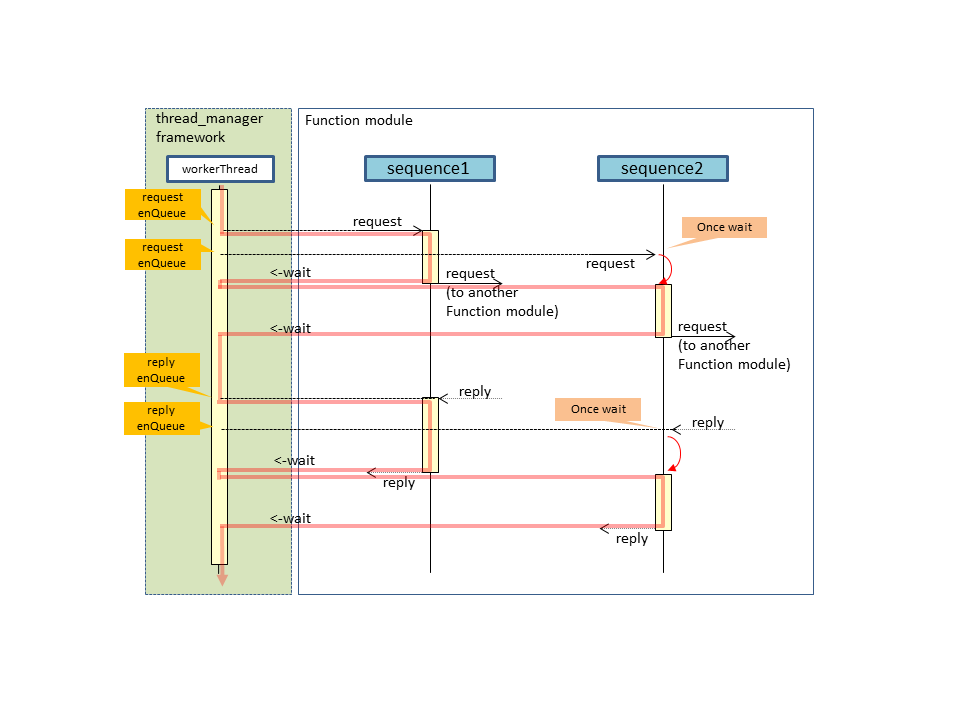 thread_manager
framework
Function module
workerThread
sequence1
sequence2
request
enQueue
request
Once wait
request
enQueue
request
<-wait
request
(to another
Function module)
<-wait
request
(to another
Function module)
reply
enQueue
reply
reply
enQueue
Once wait
reply
<-wait
reply
<-wait
reply